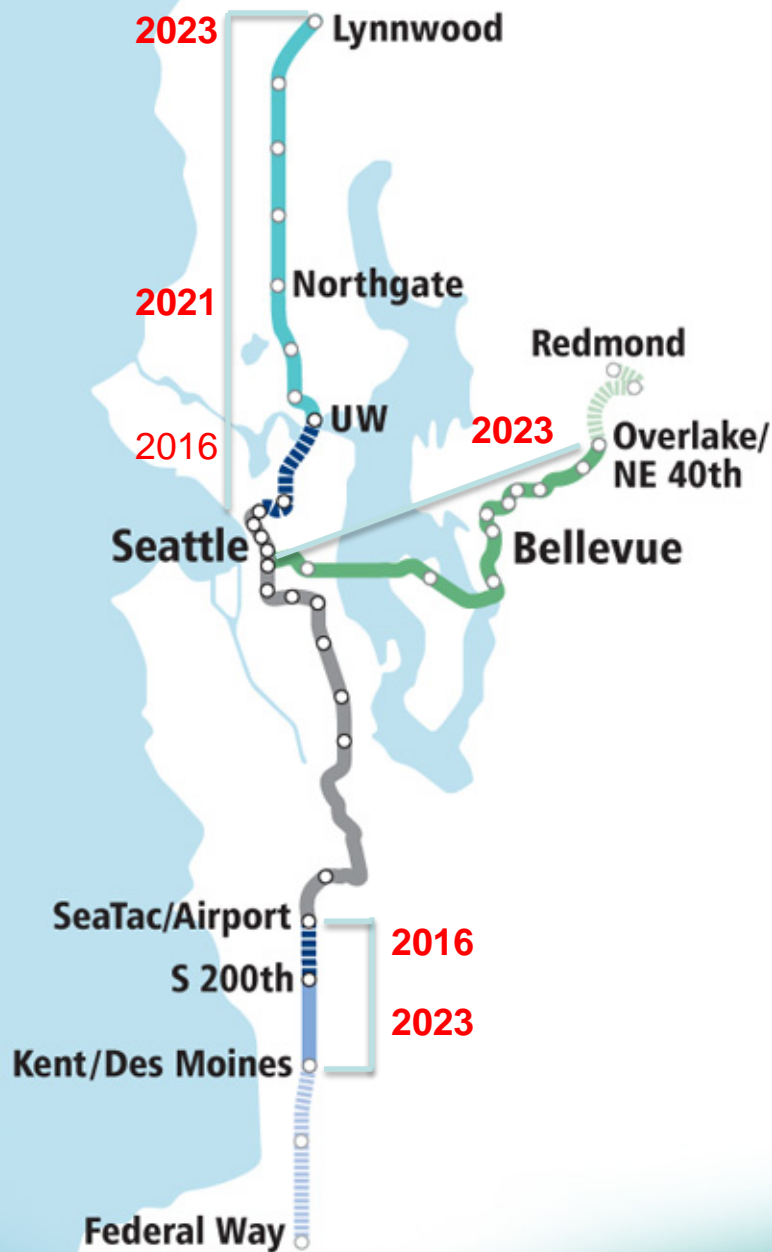 2023
Lynnwood
Northgate
2021
Redmond
UW
2016
2023
Overlake/
NE 40th
Seattle
Bellevue
SeaTac/Airport
2016
S 200th
2023
Kent/Des Moines
Federal Way